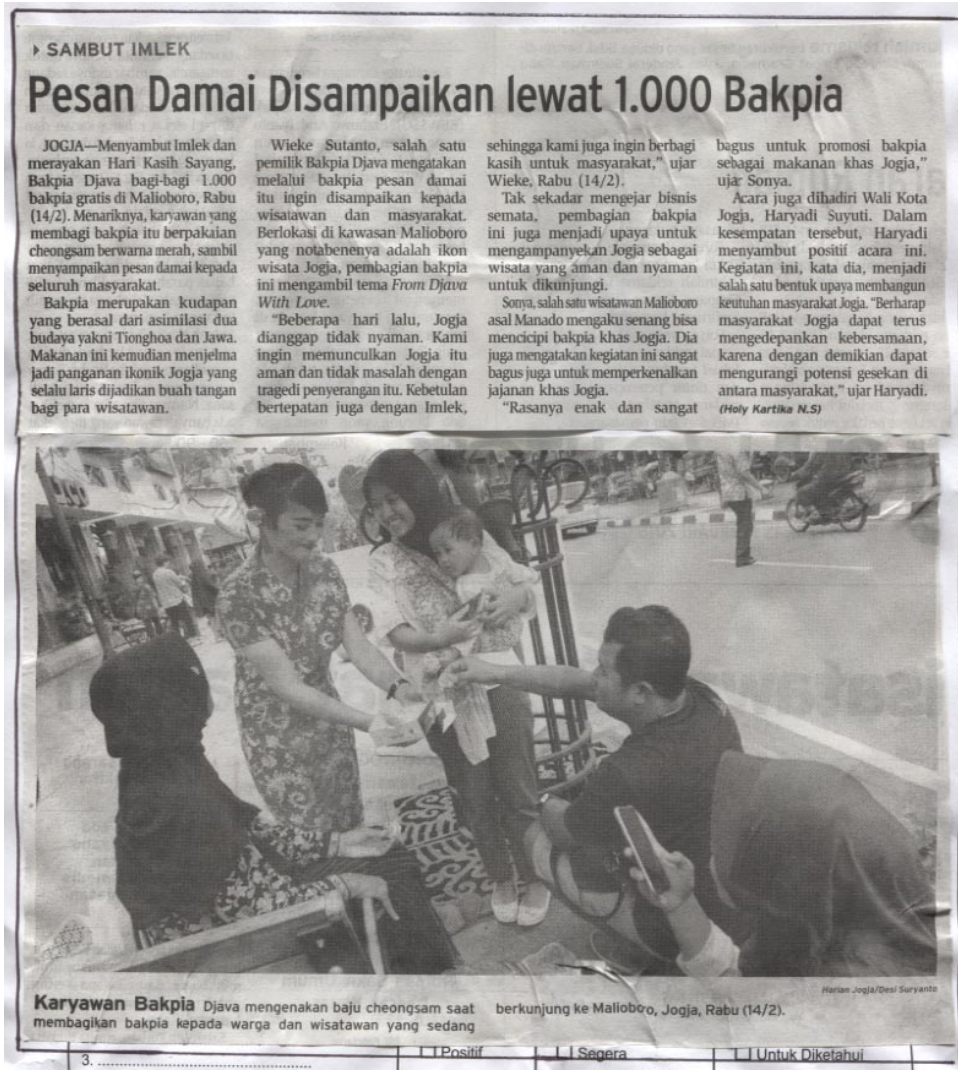 SAMBUT IMLEK
Pesan Damai Disampaikan lewat 1.000 Bakpia
JOGJA—Menyambut Imlek dan
merayakan Hari Kasih Sayang,
Bakpia Djava bagi-bagi 1.000
bakpia gratis di Malioboro, Rabu
(14/2). Menariknya, karyawan yang
membagi bakpia itu berpakaian
cheongsam berwarna merah, sambil
menyampaikan pesan damai kepada
seluruh masyarakat.
Bakpia merupakan kudapan
yang berasal dari asimilasi dua
budaya yakni Tionghoa dan Jawa.
Makanan ini kemudian menjelma
jadi panganan ikonik Jogja yang
selalu laris dijadikan buah tangan
bagi para wisatawan.
Wieke Sutanto, salah satu
pemilik Bakpia Djava mengatakan
melalui bakpia pesan damai
itu ingin disampaikan kepada
wisatawan dan masyarakat.
Berlokasi di kawasan Malioboro
yang notabenenya adalah ikon
wisata Jogja, pembagian bakpia
ini mengambil tema From Djava
With Love.
"Beberapa hari lalu, Jogja
dianggap tidak nyaman. Kami
ingin memunculkan Jogja itu
aman dan tidak masalah dengan
tragedi penyerangan itu. Kebetulan
bertepatan juga dengan Imlek,
sehingga kami juga ingin berbagi
kasih untuk masyarakat," ujar
Wieke, Rabu (14/2).
Tak sekadar mengejar bisnis
semata, pembagian bakpia
ini juga menjadi upaya untuk
mengampanyekan Jogja sebagai
wisata yang aman dan nyaman
untuk dikunjungi.
Sonya, salah satu wisatawan Malioboro
asal Manado mengaku senang bisa
mencicipi bakpia khas Jogja. Dia
juga mengatakan kegiatan ini sangat
bagus juga untuk memperkenalkan
jajanan khas Jogja.
"Rasanya enak dan sangat
bagus untuk promosi bakpia
sebagai makanan khas Jogja,"
ujar Sonya.
Acara juga dihadiri Wali Kota
Jogja, Haryadi Suyuti. Dalam
kesempatan tersebut, Haryadi
menyambut positif acara ini.
Kegiatan ini, kata dia, menjadi
salah satu bentuk upaya membangun
keutuhan masyarakat Jogja. "Berharap
masyarakat Jogja dapat terus
mengedepankan kebersamaan,
karena dengan demikian dapat
mengurangi potensi gesekan di
antara masyarakat," ujar Haryadi.
(Holy Kartika N.S)
Harian Jogja/Desi Suryanto
Karyawan Bakpia Djava mengenakan baju cheongsam saat
membagikan bakpia kepada warga dan wisatawan yang sedang
berkunjung ke Malioboro, Jogja, Rabu (14/2).
3. ........................................
Positif
Segera
Untuk Diketahui